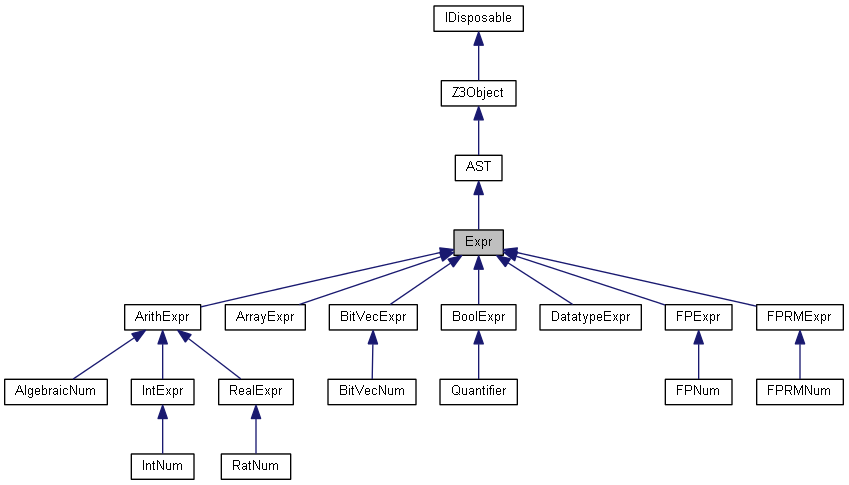 IDisposable
Z3Object
AST
Expr
ArithExpr ArrayExpr BitVecExpr BoolExpr DatatypeExpr FPExpr FPRMExpr
AlgebraicNum IntExpr RealExpr BitVecNum Quantifier FPNum FPRMNum
IntNum RatNum